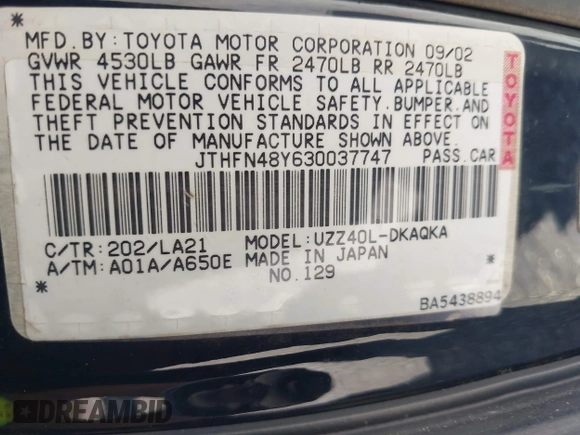 MFD.BY:TOYOTA MOTOR CORPORATION 09/02
GVWR 4530LB GAWR FR 2470LB RR 2470LB
THIS VEHICLE CONFORMS TO ALL APPLICABLE
FEDERAL MOTOR VEHICLE SAFETY,BUMPER,AND
THEFT PREVENTION STANDARDS IN EFFECT ON
THE DATE OF MANUFACTURE SHOWN ABOVE.
JTHFN48Y630037747 PASS.CAR
TOYOTA
C/TR:202/LA21 MODEL:UZZ40L-DKAQKA
A/TM:A01A/A650E MADE IN JAPAN
NO.129
BA5438894
DREAMBID